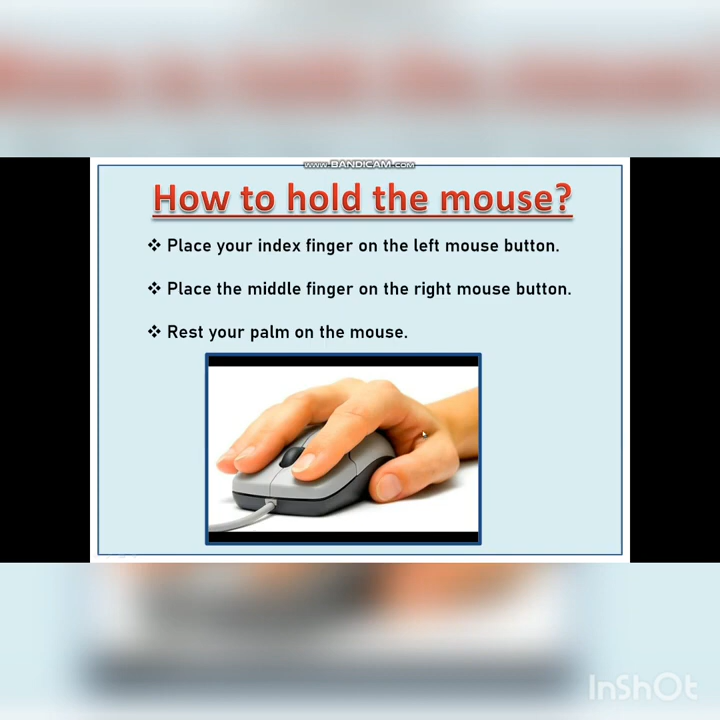 www.BANDICAM.com
How to hold the mouse?
❖ Place your index finger on the left mouse button.
❖ Place the middle finger on the right mouse button.
❖ Rest your palm on the mouse.
InShOt